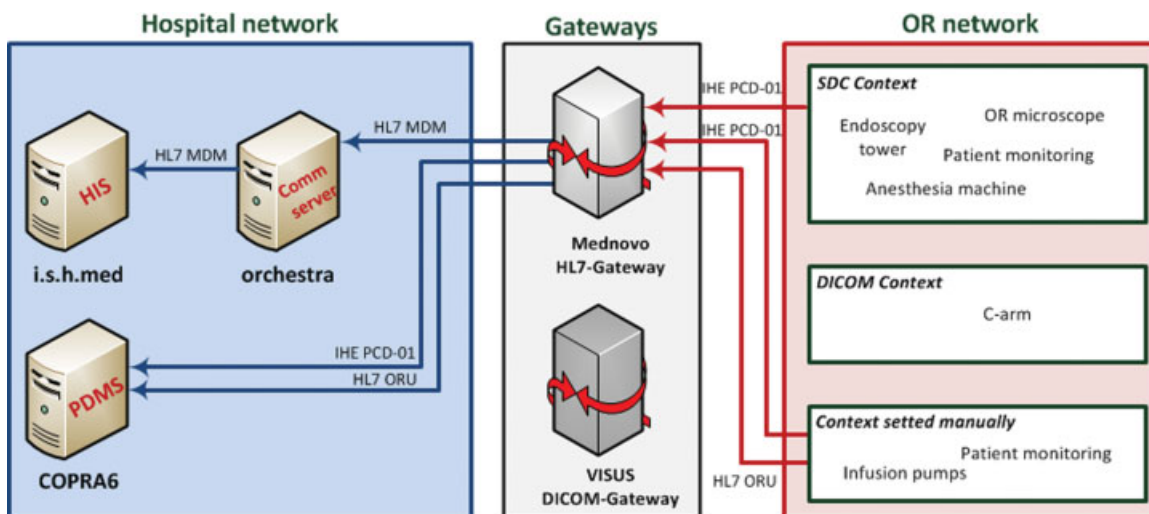 Hospital network
Gateways
OR network
HL7 MDM
HL7 MDM
HIS
Comm
server
i.s.h.med
orchestra
IHE PCD-01
HL7 ORU
PDMS
COPRA6
Mednovo
HL7-Gateway
VISUS
DICOM-Gateway
IHE PCD-01
IHE PCD-01
HL7 ORU
SDC Context
OR microscope
Endoscopy
tower
Patient monitoring
Anesthesia machine
DICOM Context
C-arm
Context setted manually
Patient monitoring
Infusion pumps